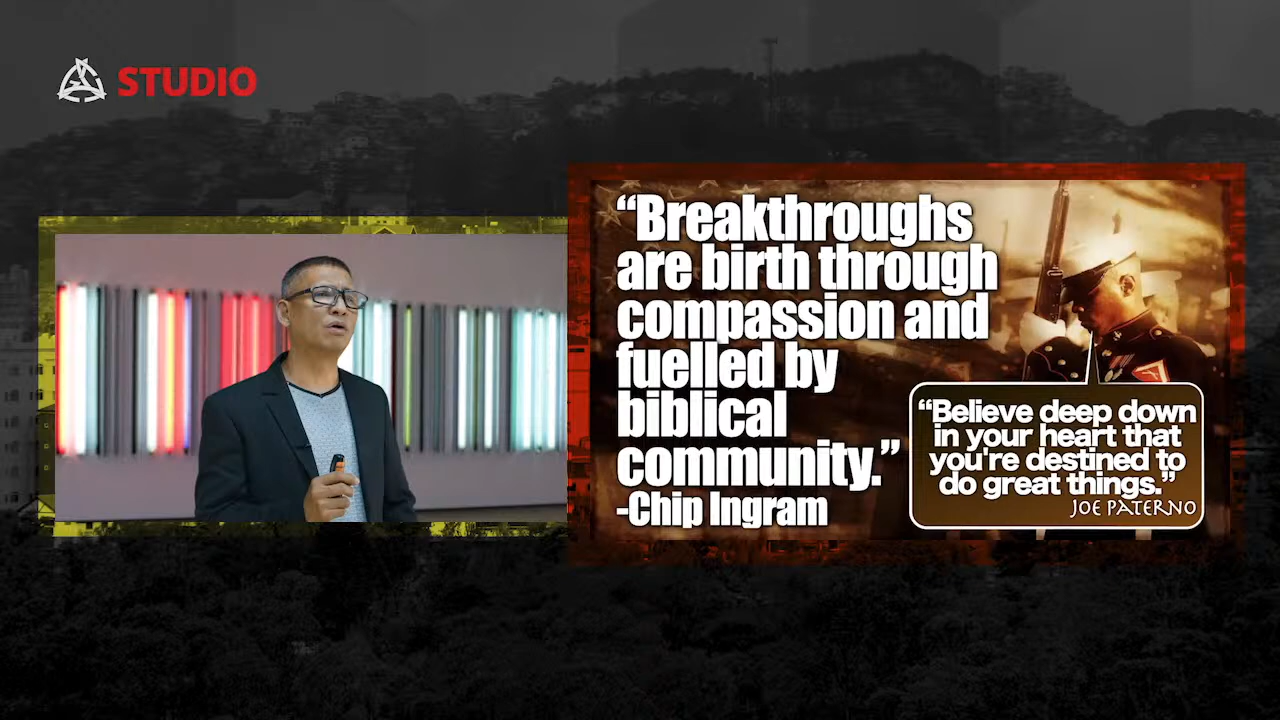 STUDIO
“Breakthroughs
are birth through
compassion and
fuelled by
biblical
community.”
-Chip Ingram
“Believe deep down
in your heart that
you're destined to
do great things.”
JOE PATERNO